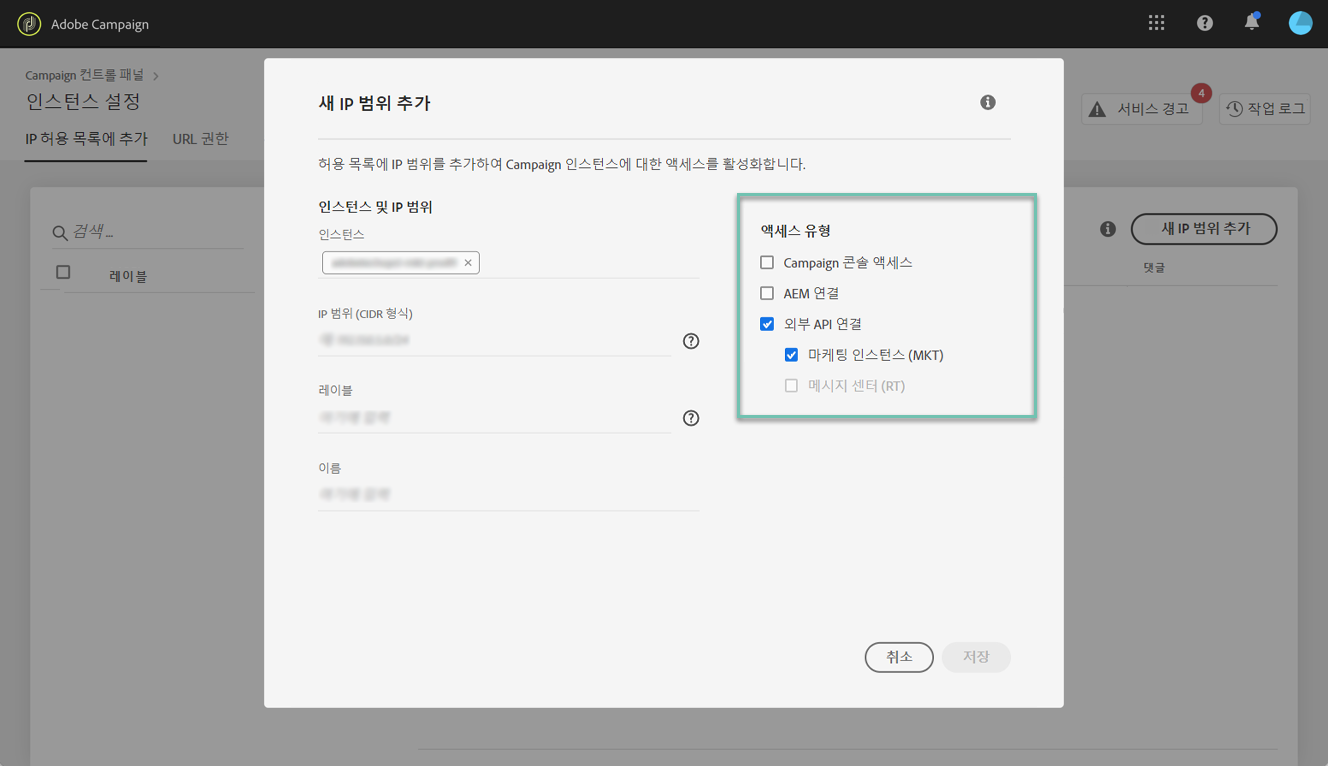 Adobe Campaign
Campaign 컨트롤 패널
인스턴스 설정
IP 허용 목록에 추가
URL 권한
4
서비스 경고
작업 로그
검색...
레이블
새 IP 범위 추가
댓글
새 IP 범위 추가
허용 목록에 IP 범위를 추가하여 Campaign 인스턴스에 대한 액세스를 활성화합니다.
인스턴스 및 IP 범위
인스턴스
IP 범위 (CIDR 형식)
레이블
이름
액세스 유형
Campaign 콘솔 액세스
AEM 연결
외부 API 연결
마케팅 인스턴스 (MKT)
메시지 센터 (RT)
취소
저장